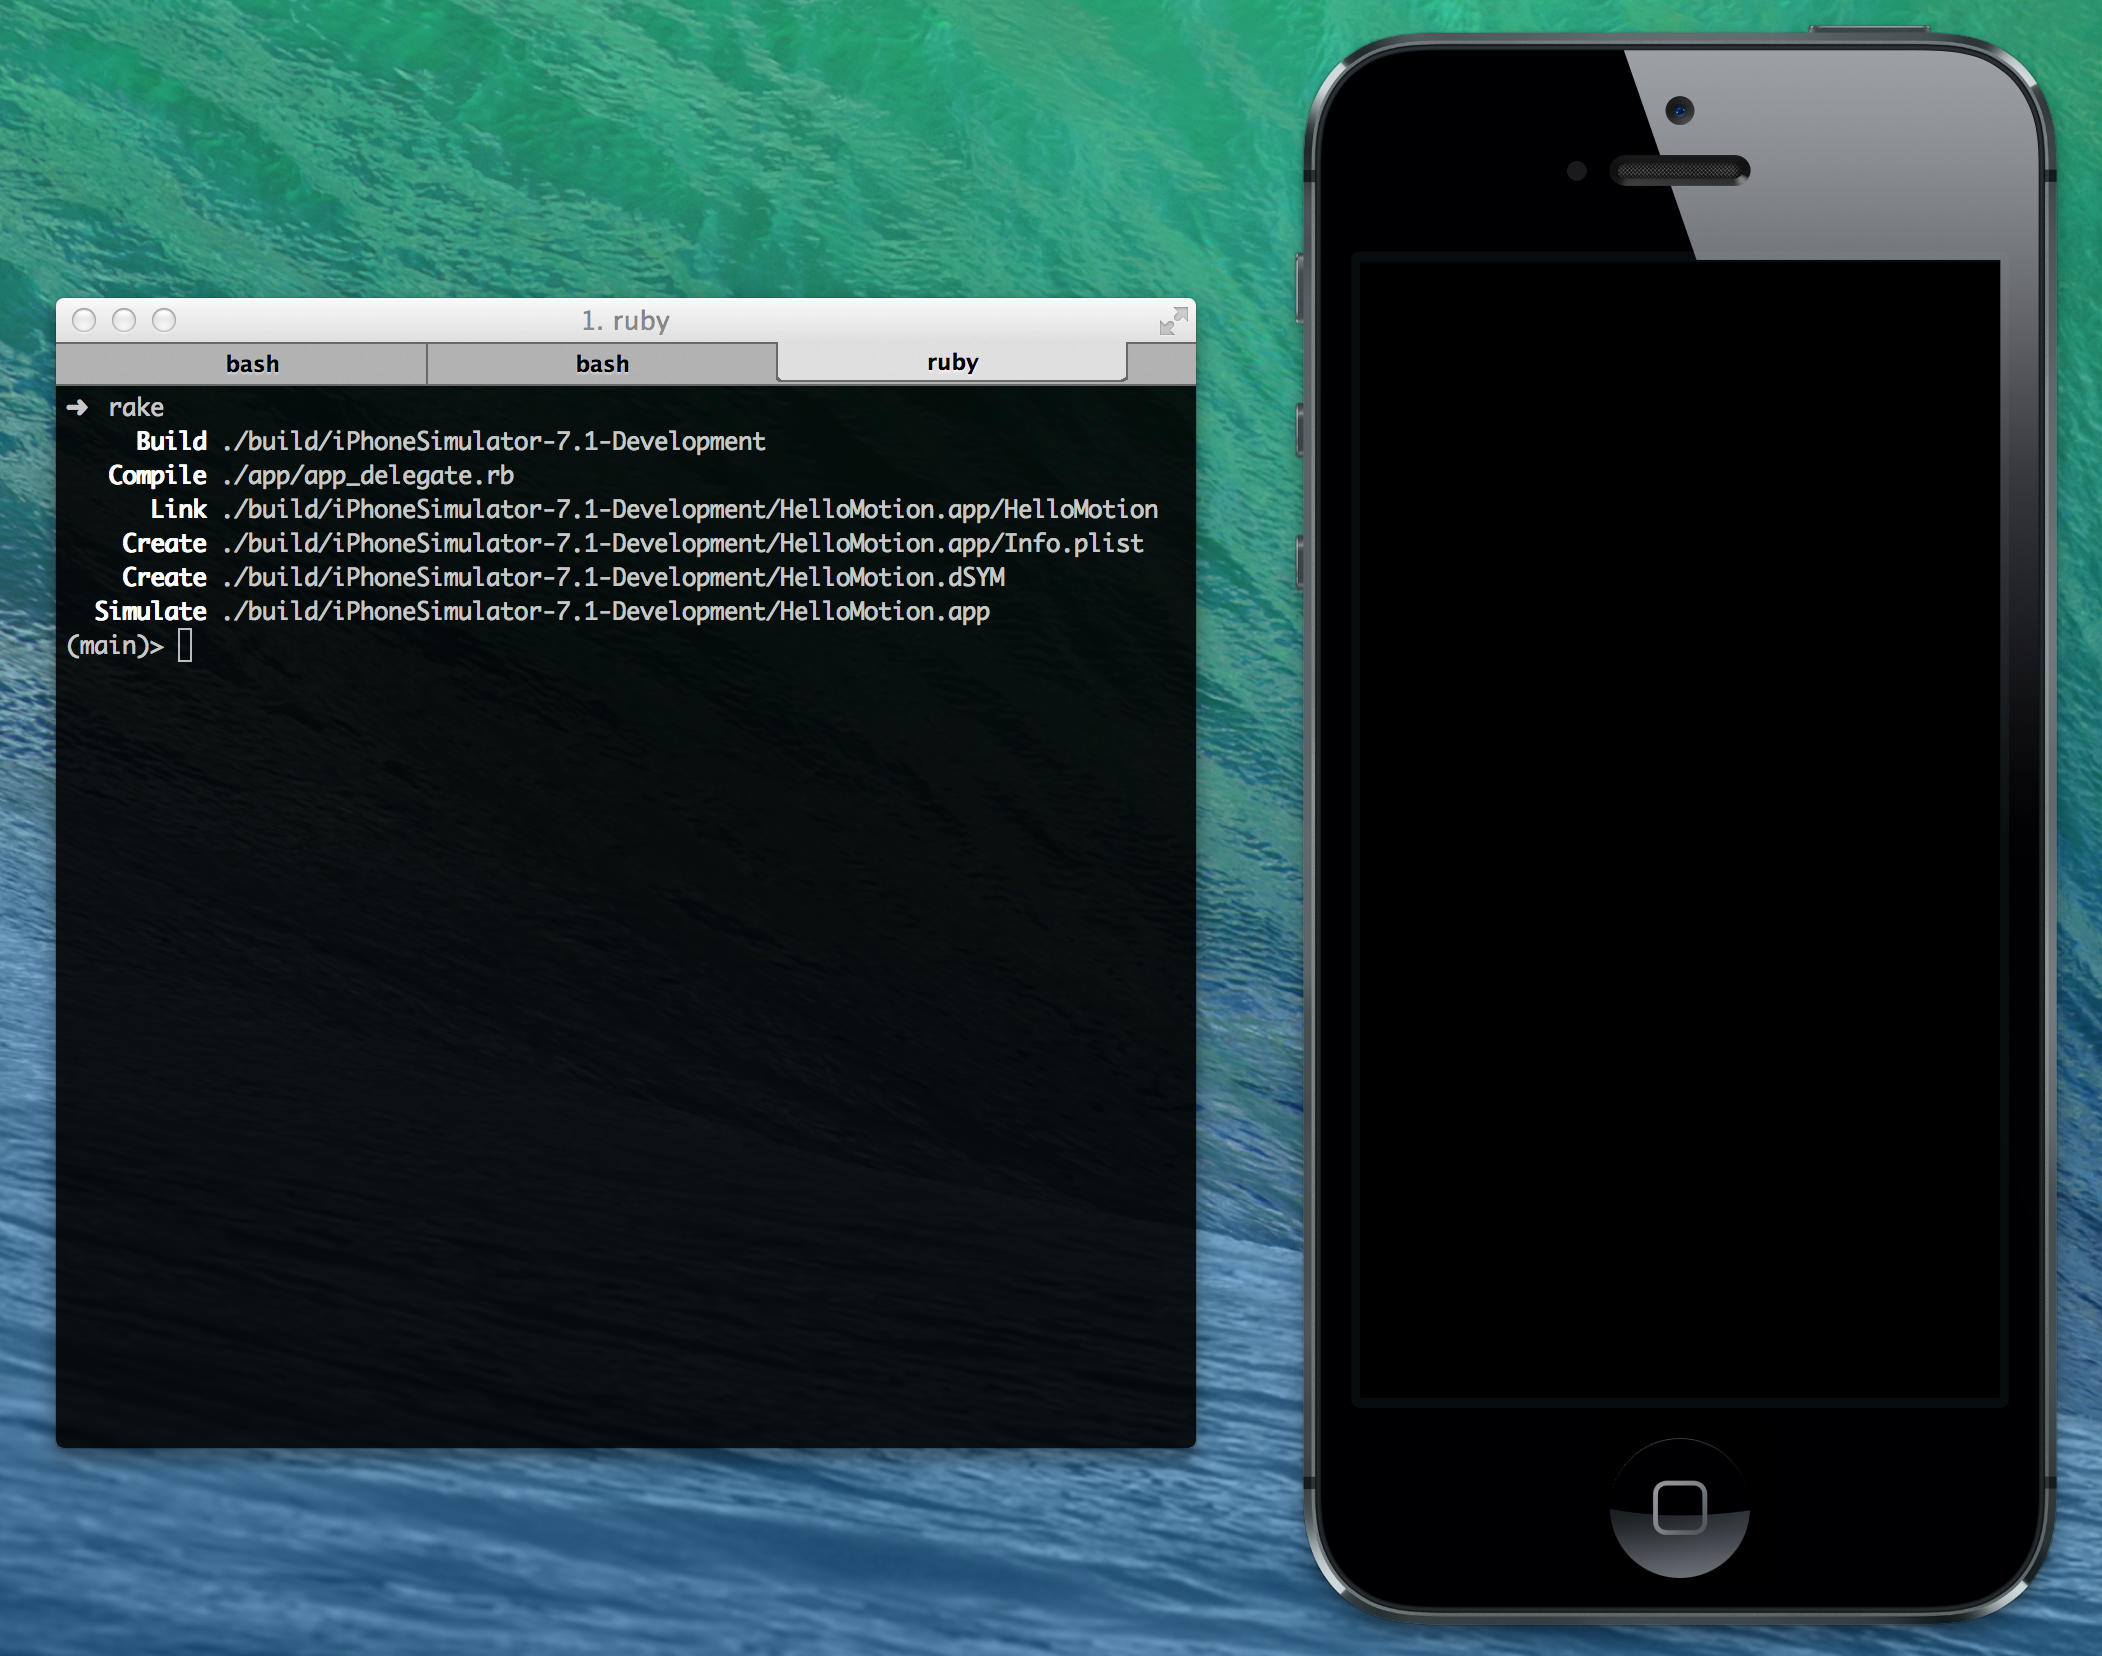 1. ruby
bash bash ruby
➜ rake
Build ./build/iPhoneSimulator-7.1-Development
Compile ./app/app_delegate.rb
Link ./build/iPhoneSimulator-7.1-Development/HelloMotion.app/HelloMotion
Create ./build/iPhoneSimulator-7.1-Development/HelloMotion.app/Info.plist
Create ./build/iPhoneSimulator-7.1-Development/HelloMotion.dSYM
Simulate ./build/iPhoneSimulator-7.1-Development/HelloMotion.app
(main)>